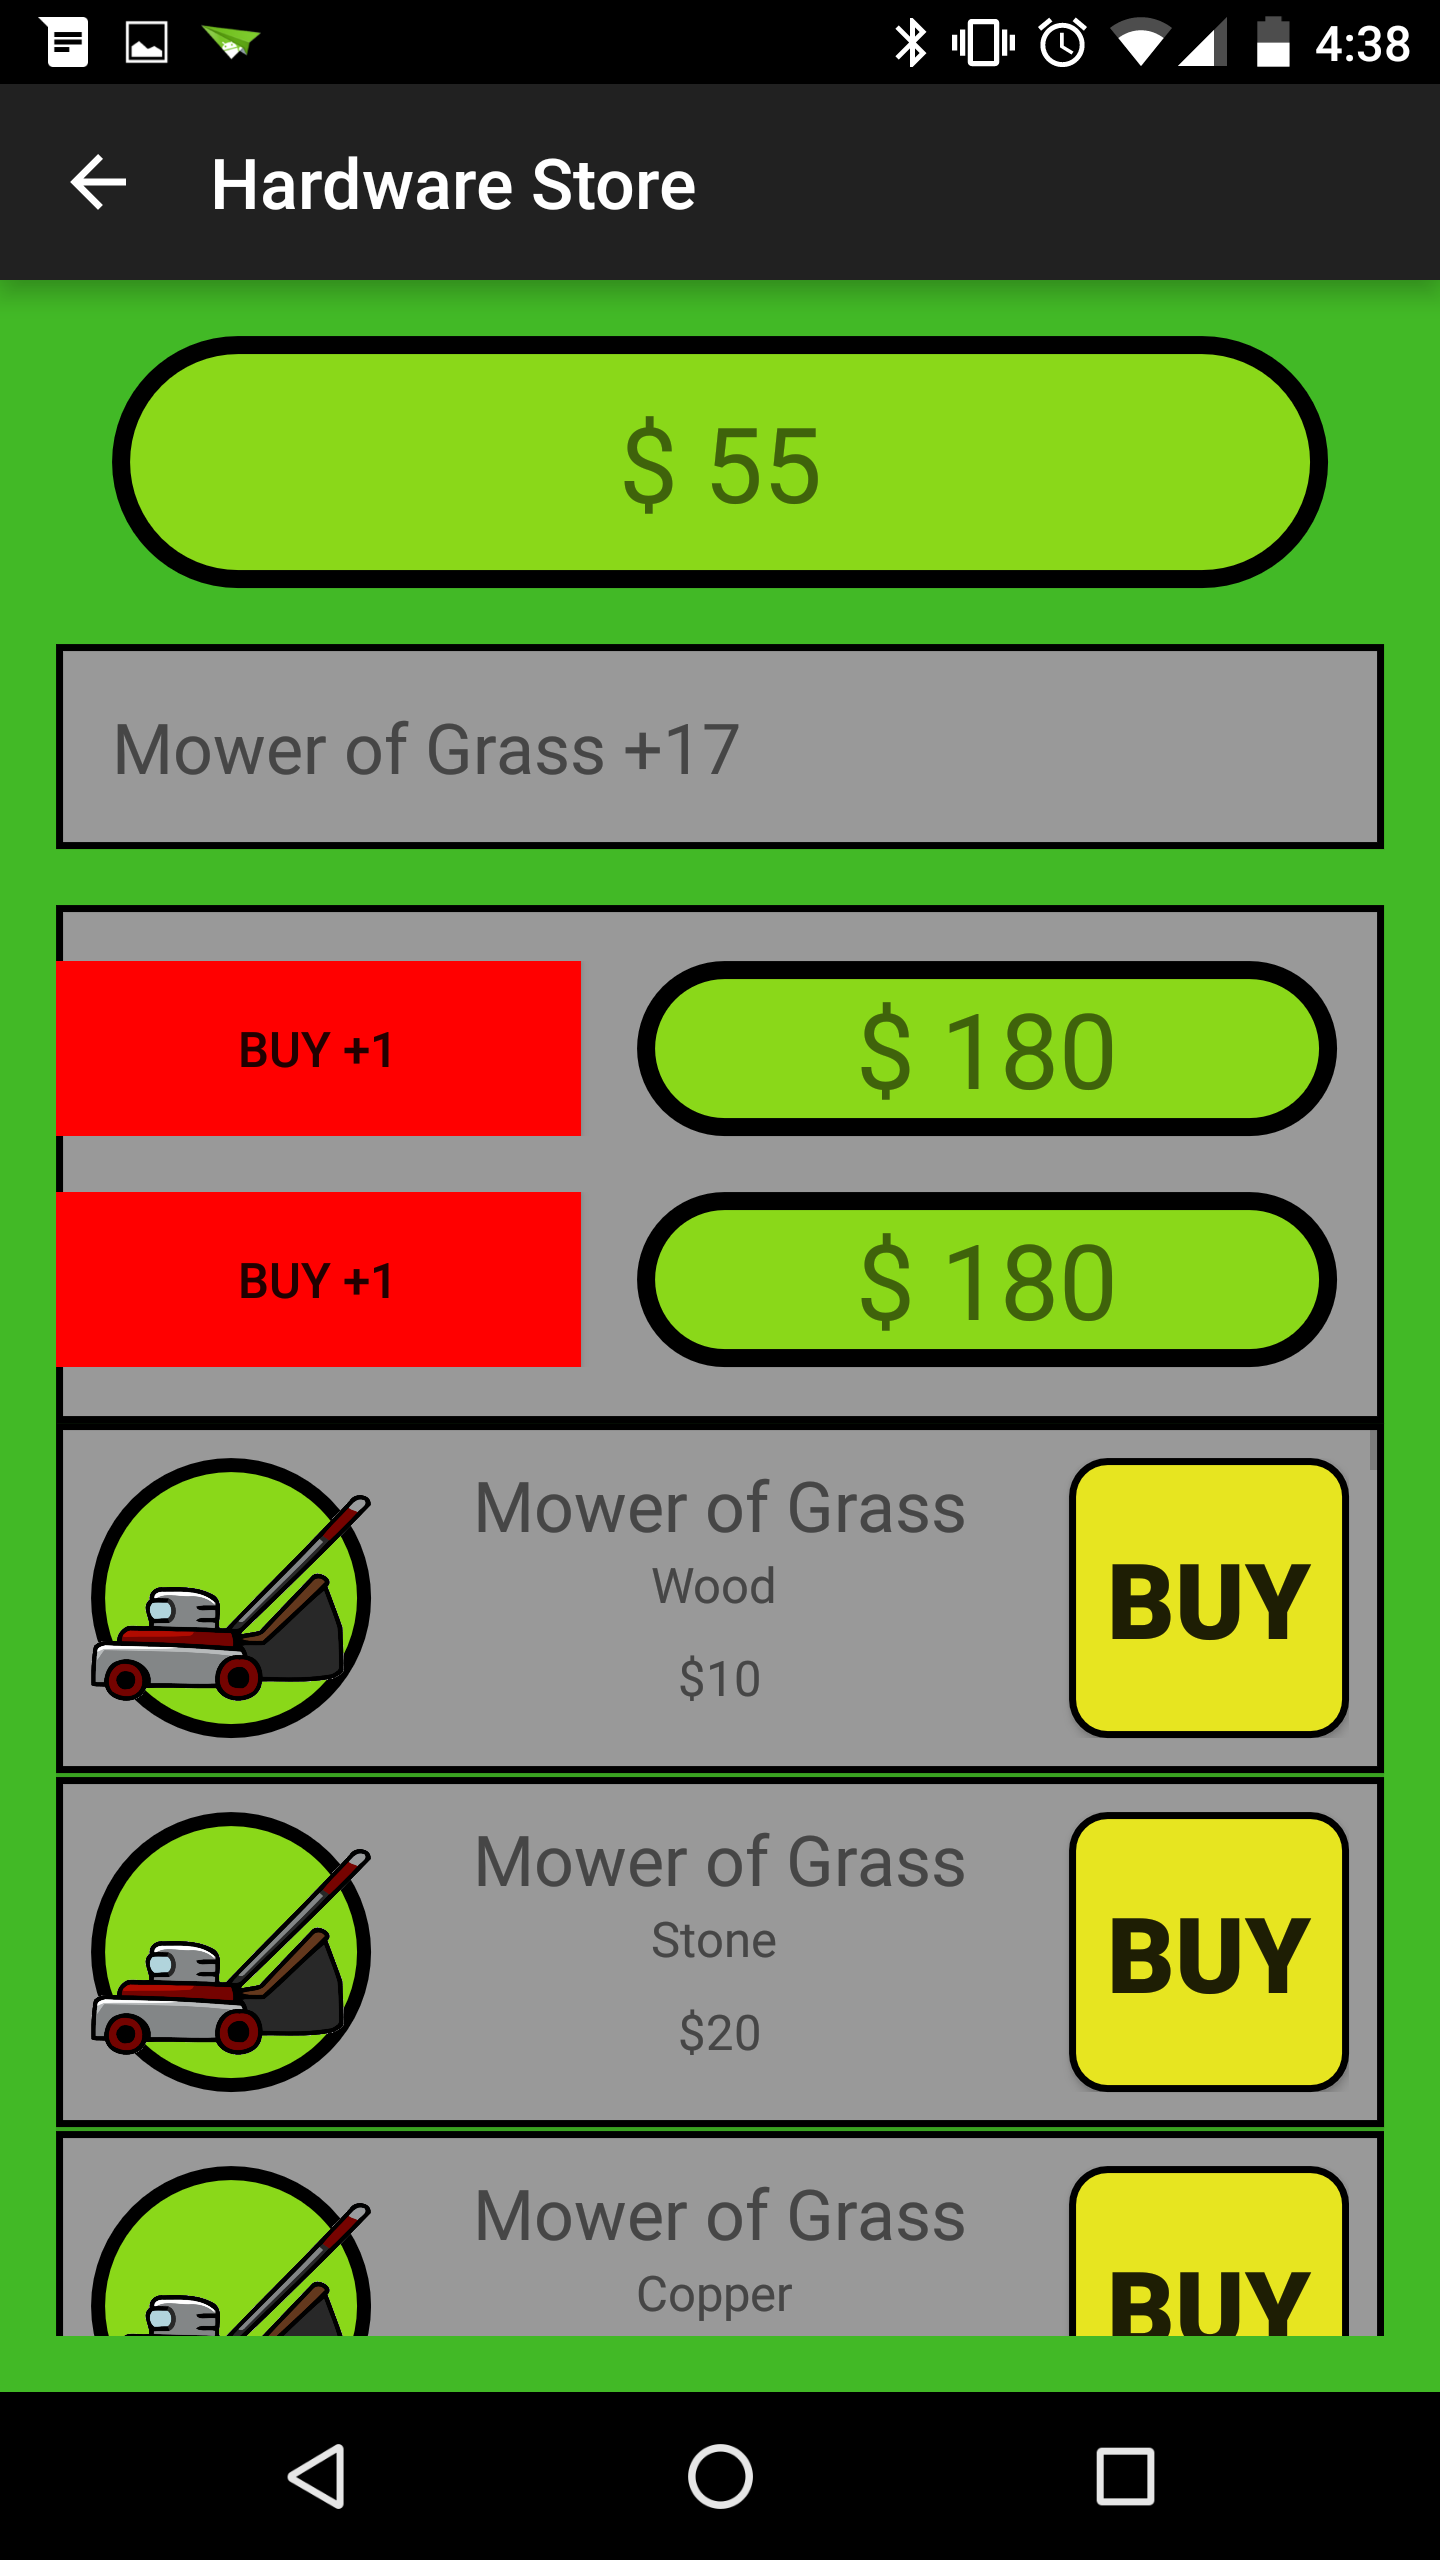 4:38
Hardware Store
$ 55
Mower of Grass +17
BUY +1
$ 180
BUY +1
$ 180
Mower of Grass
Wood
$10
BUY
Mower of Grass
Stone
$20
BUY
Mower of Grass
Copper
BUY